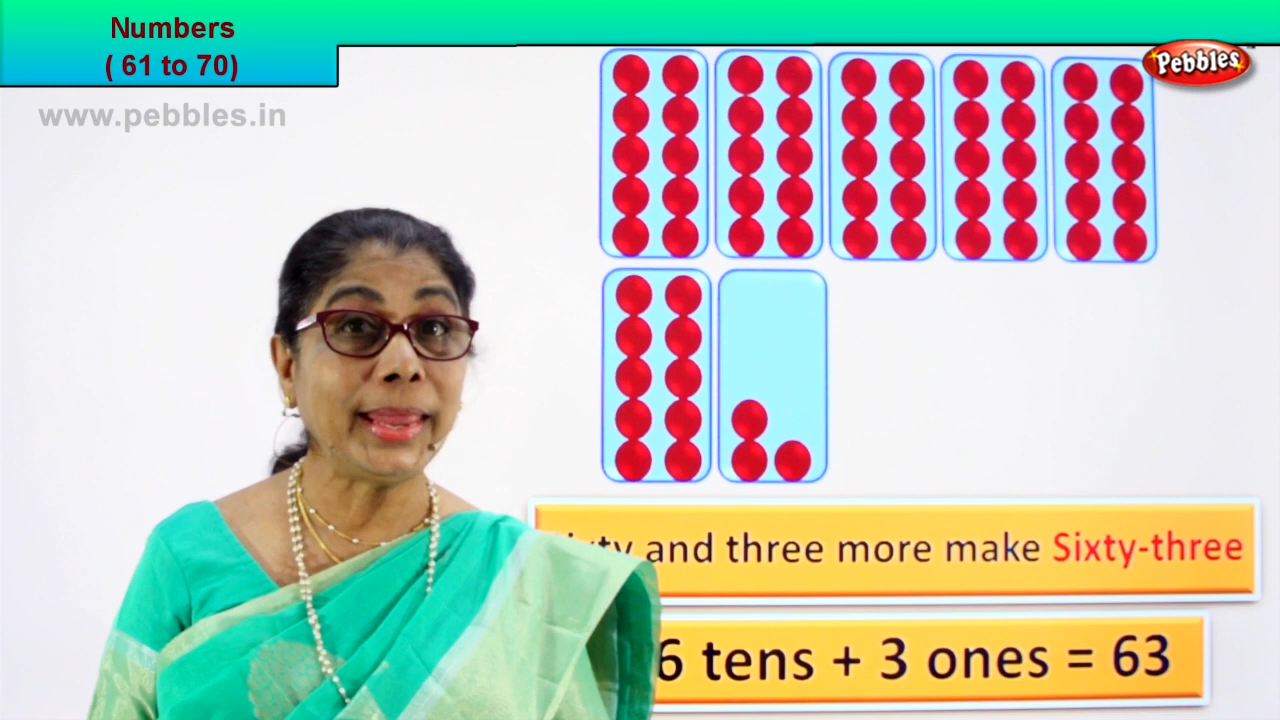 Numbers
( 61 to 70)
Pebbles
www.pebbles.in
and three more make Sixty-three
6 tens + 3 ones = 63